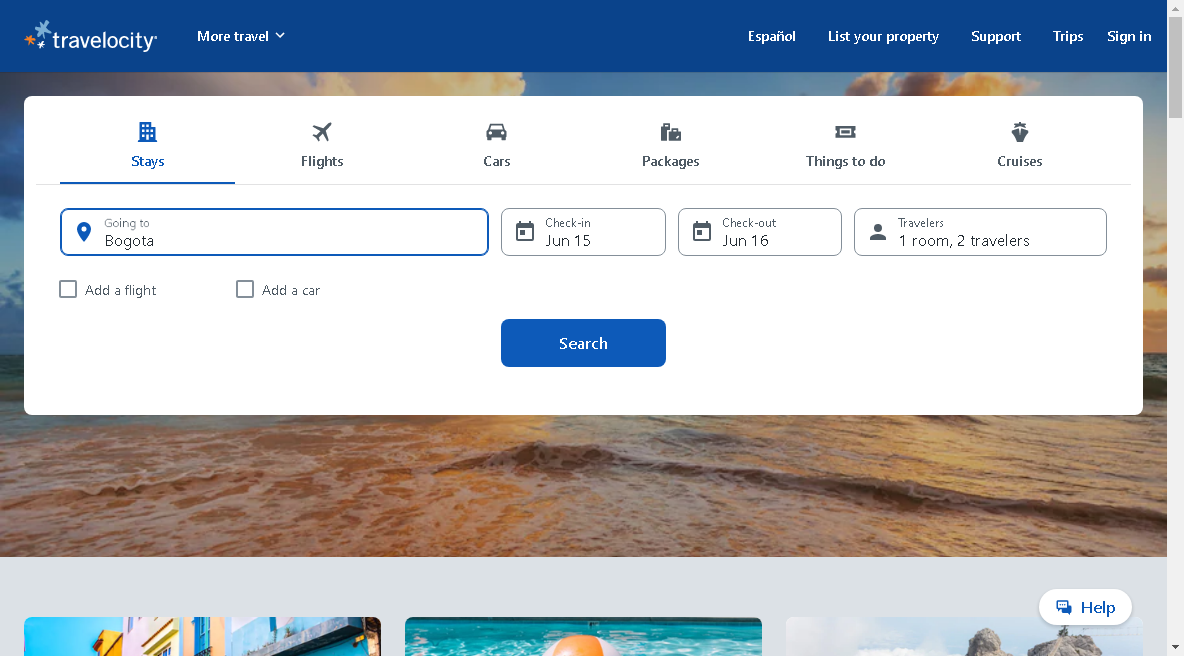 travelocity
More travel
Español
List your property
Support
Trips
Sign in
Stays
Flights
Cars
Packages
Things to do
Cruises
Going to
Bogota
Check-in
Jun 15
Check-out
Jun 16
Travelers
1 room, 2 travelers
Add a flight
Add a car
Search
Help